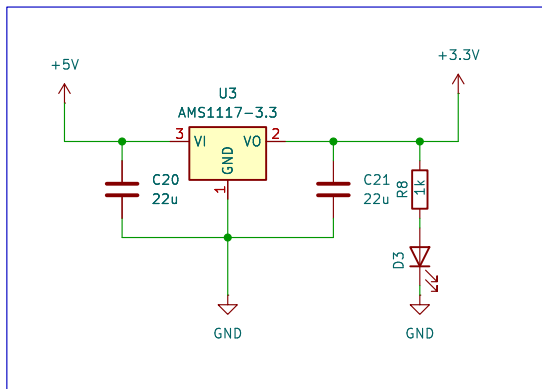 +5V
+3.3V
U3
AMS1117-3.3
3
VI
VO
2
GND
1
C20
22u
C21
22u
R8
1k
D3
GND
GND